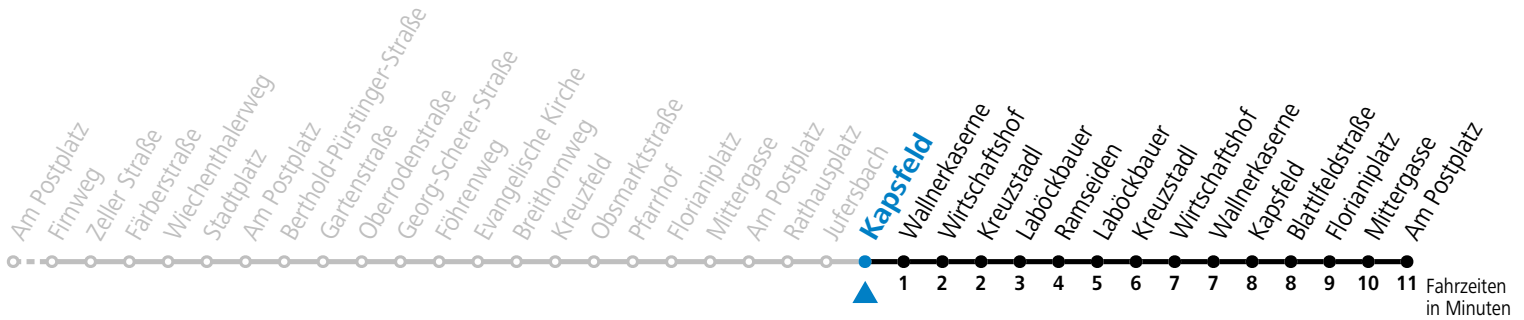 Am Postplatz
Firnweg
Zeller Straße
Färberstraße
Wiechenthalerweg
Stadtplatz
Am Postplatz
Berthold-Pürstinger-Straße
Gartenstraße
Oberrodenstraße
Georg-Scherer-Straße
Föhrenweg
Evangelische Kirche
Breithornweg
Kreuzfeld
Obsmarktstraße
Pfarrhof
Florianiplatz
Mittergasse
Am Postplatz
Rathausplatz
Jufersbach
Kapsfeld
Wallnerkaserne
Wirtschaftshof
Kreuzstadl
Laböckbauer
Ramseiden
Laböckbauer
Kreuzstadl
Wirtschaftshof
Wallnerkaserne
Kapsfeld
Blattlfeldstraße
Florianiplatz
Mittergasse
Am Postplatz
1 2 2 3 4 5 6 7 7 8 8 9 10 11 Fahrzeiten
in Minuten